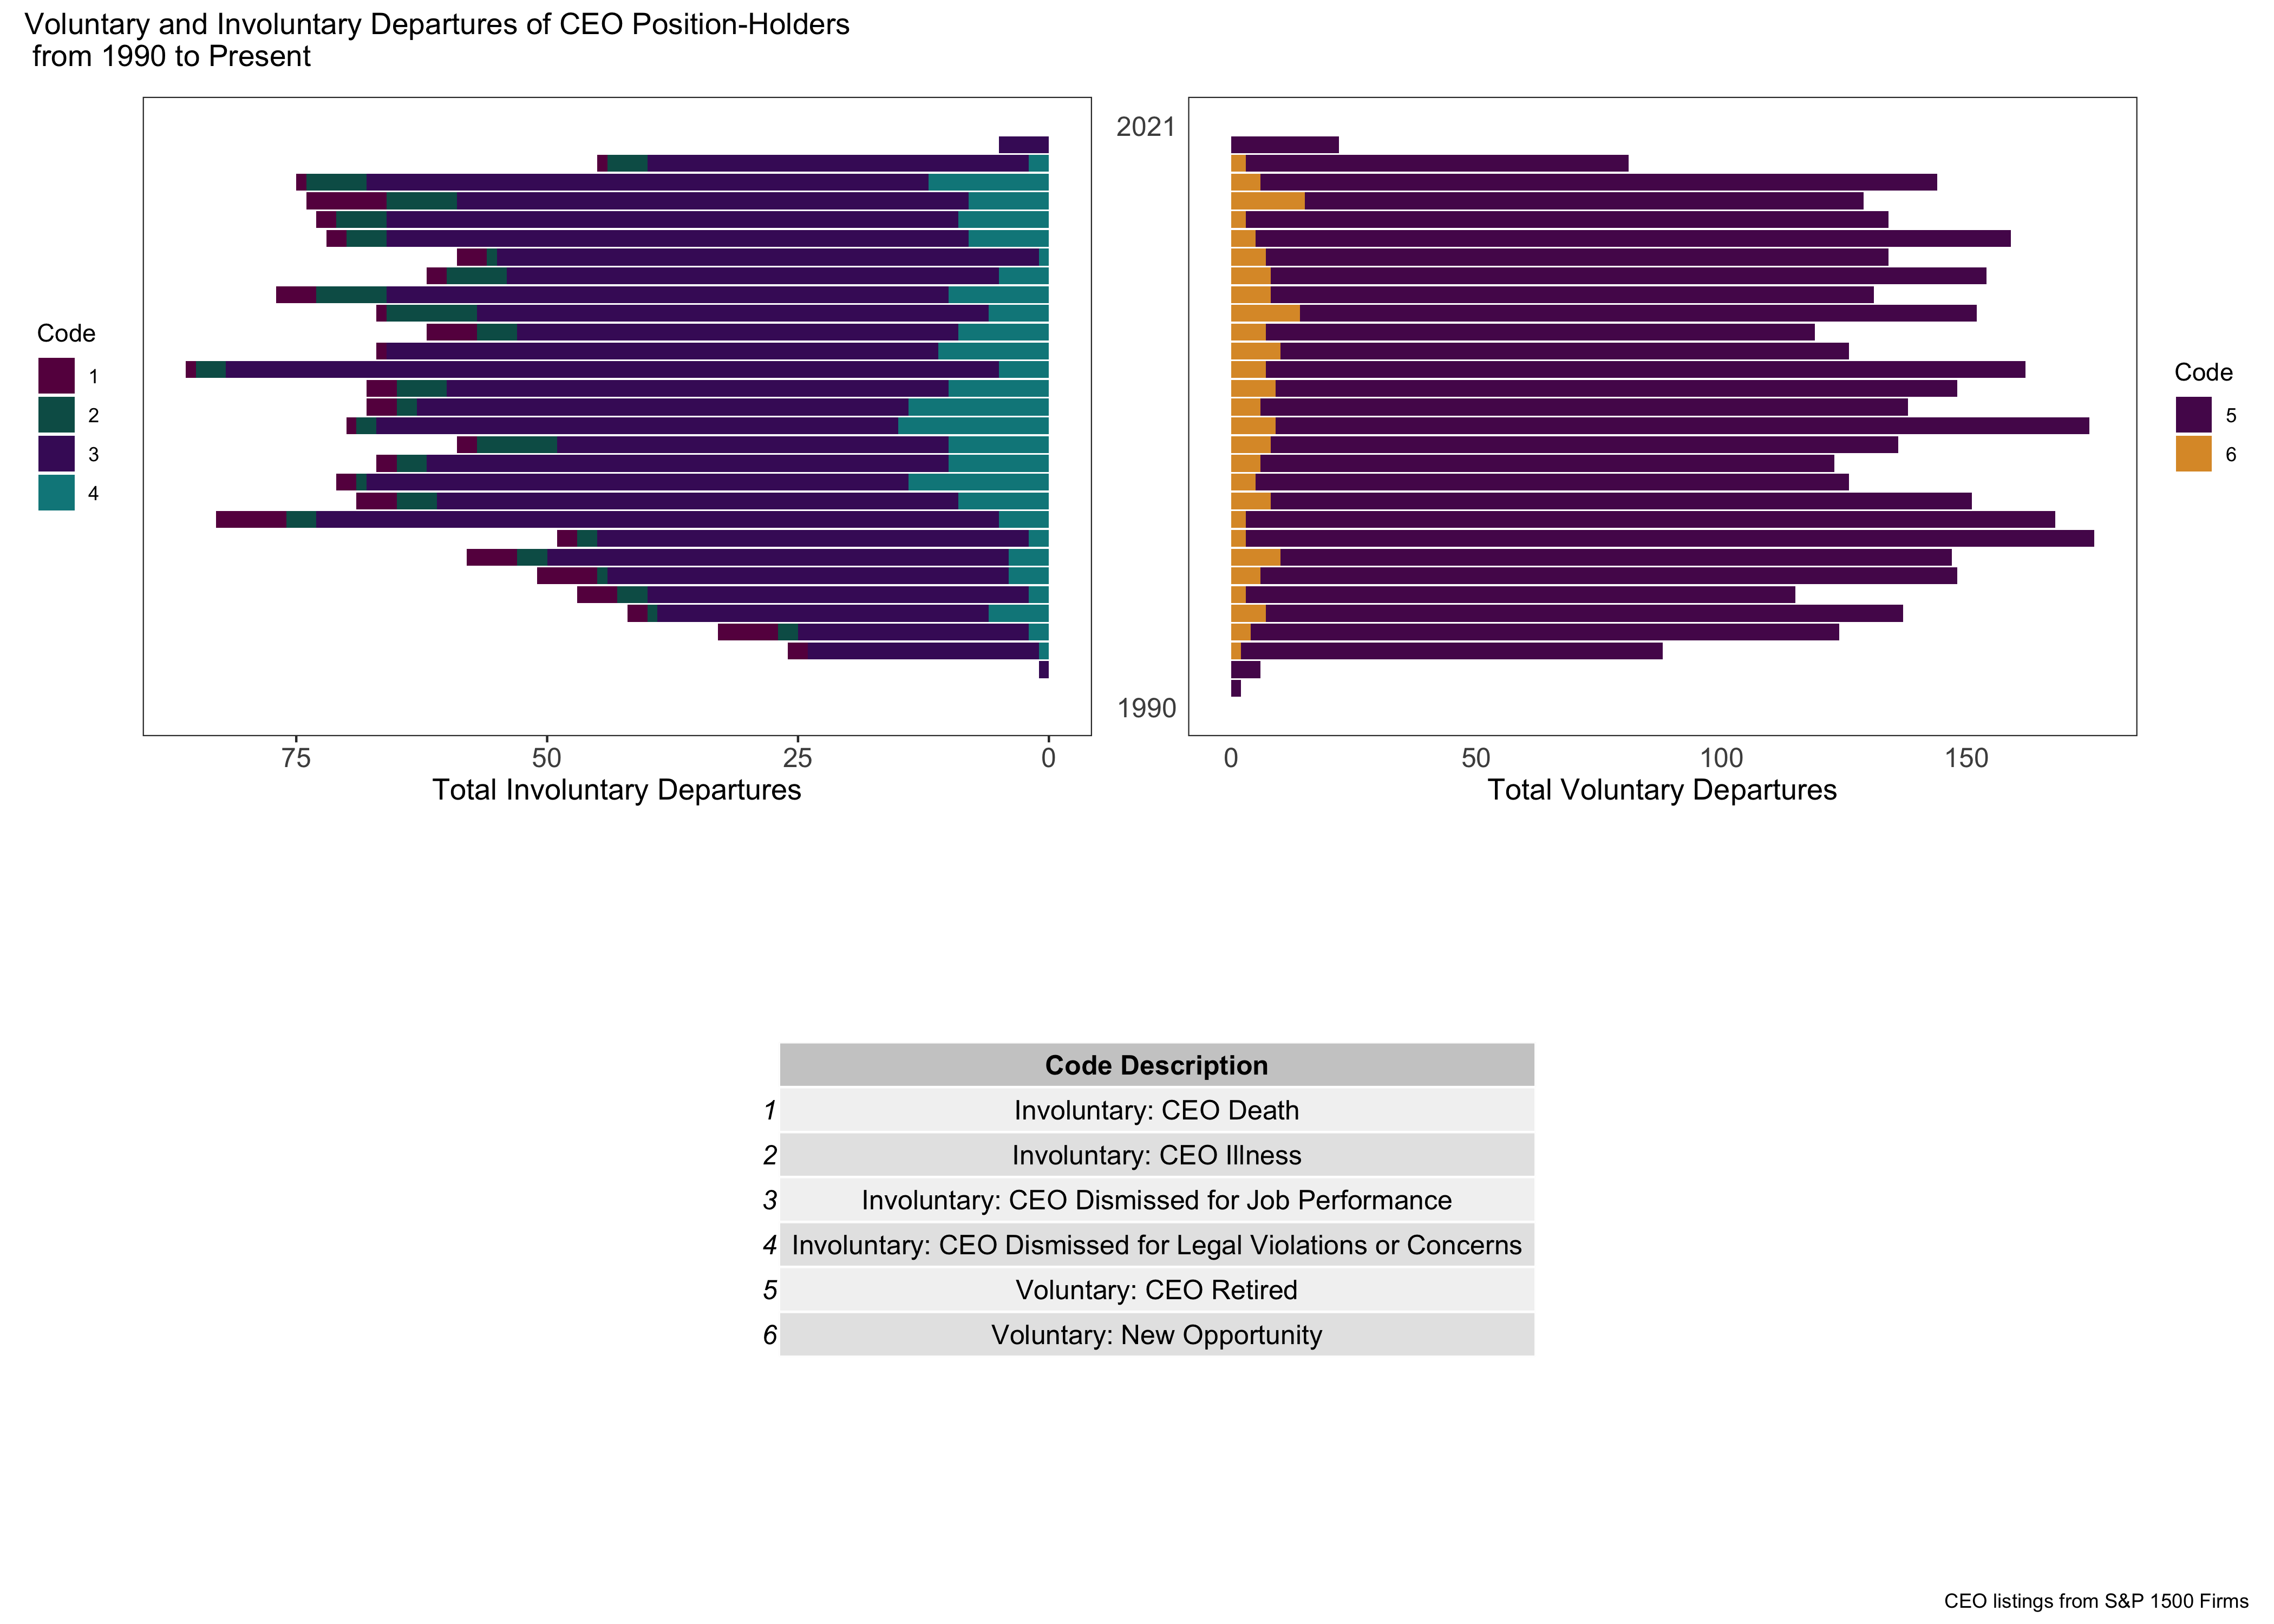 Voluntary and Involuntary Departures of CEO Position-Holders
from 1990 to Present
2021
1990
Code
1
2
3
4
Code
5
6
75 50 25 0
Total Involuntary Departures
0 50 100 150
Total Voluntary Departures
Code Description
1 Involuntary: CEO Death
2 Involuntary: CEO Illness
3 Involuntary: CEO Dismissed for Job Performance
4 Involuntary: CEO Dismissed for Legal Violations or Concerns
5 Voluntary: CEO Retired
6 Voluntary: New Opportunity
CEO listings from S&P 1500 Firms